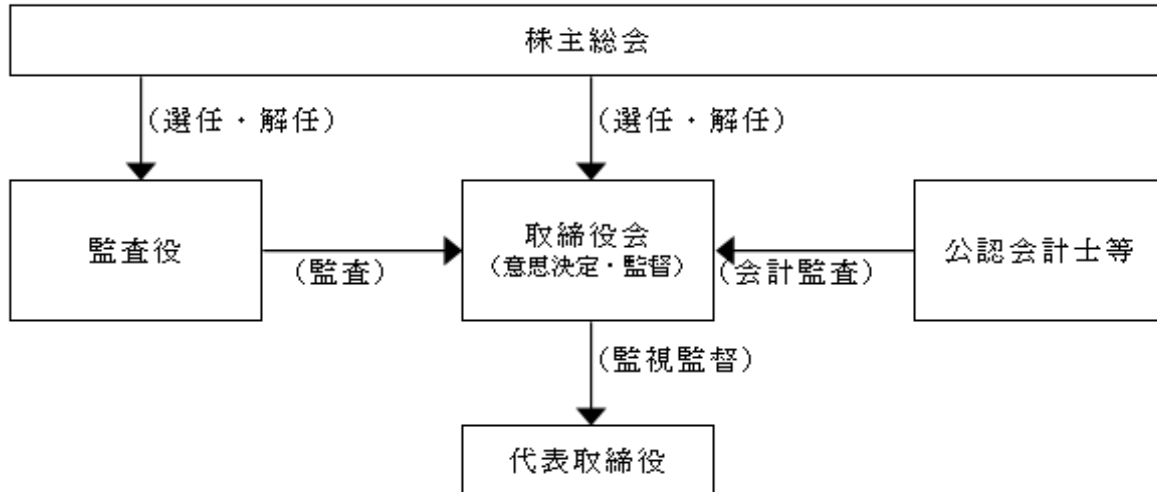 株主総会
(選任・解任)
(選任・解任)
監査役
(監査)
取締役会
(意思決定・監督)
(会計監査)
公認会計士等
(監視監督)
代表取締役